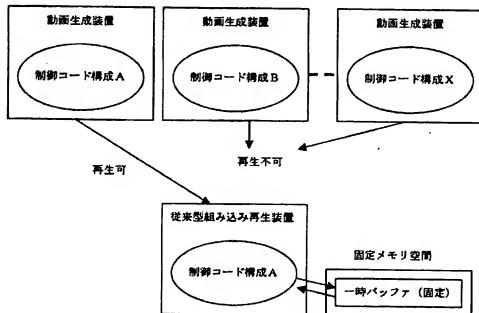 動画生成装置
動画生成装置
動画生成装置
制御コード構成A
制御コード構成B
制御コード構成X
再生可
再生不可
従来型組み込み再生装置
制御コード構成A
固定メモリ空間
一時バッファ（固定）